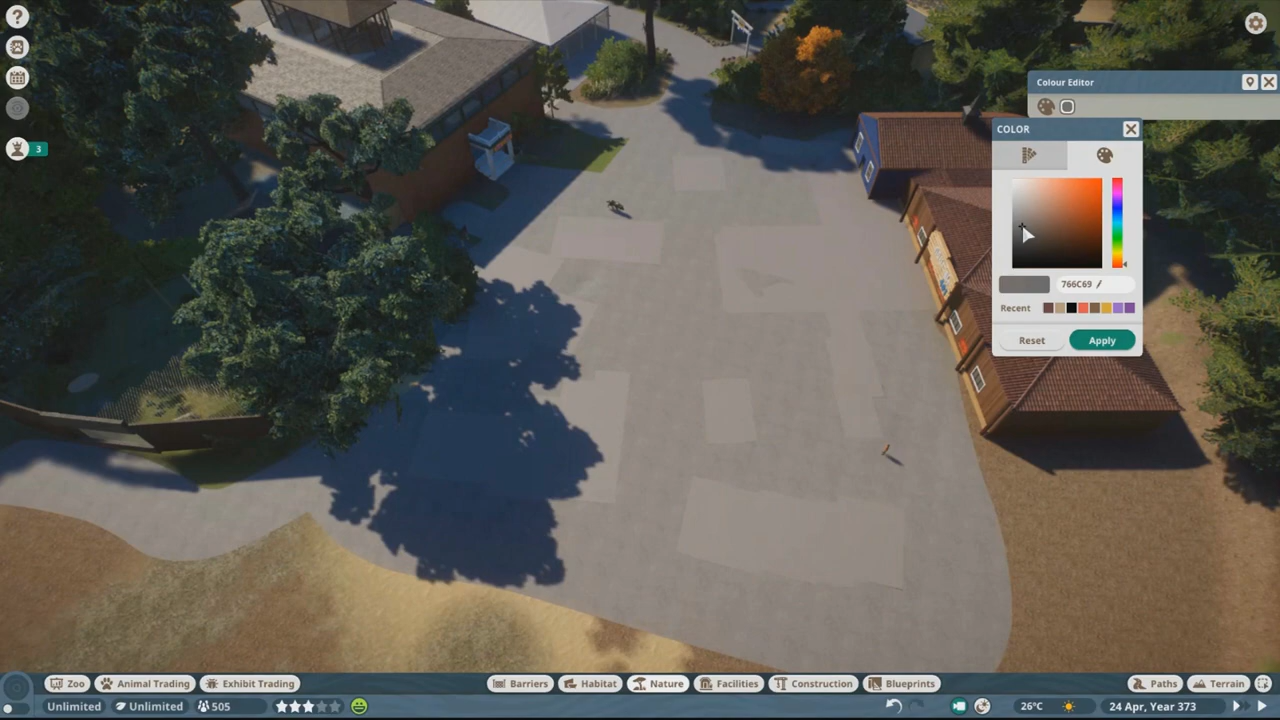 ?
3
Colour Editor
COLOR
766C69
Recent
Reset
Apply
Zoo
Animal Trading
Exhibit Trading
Barriers
Habitat
Nature
Facilities
Construction
Blueprints
Paths
Terrain
Unlimited
Unlimited
505
26°C
24 Apr, Year 373